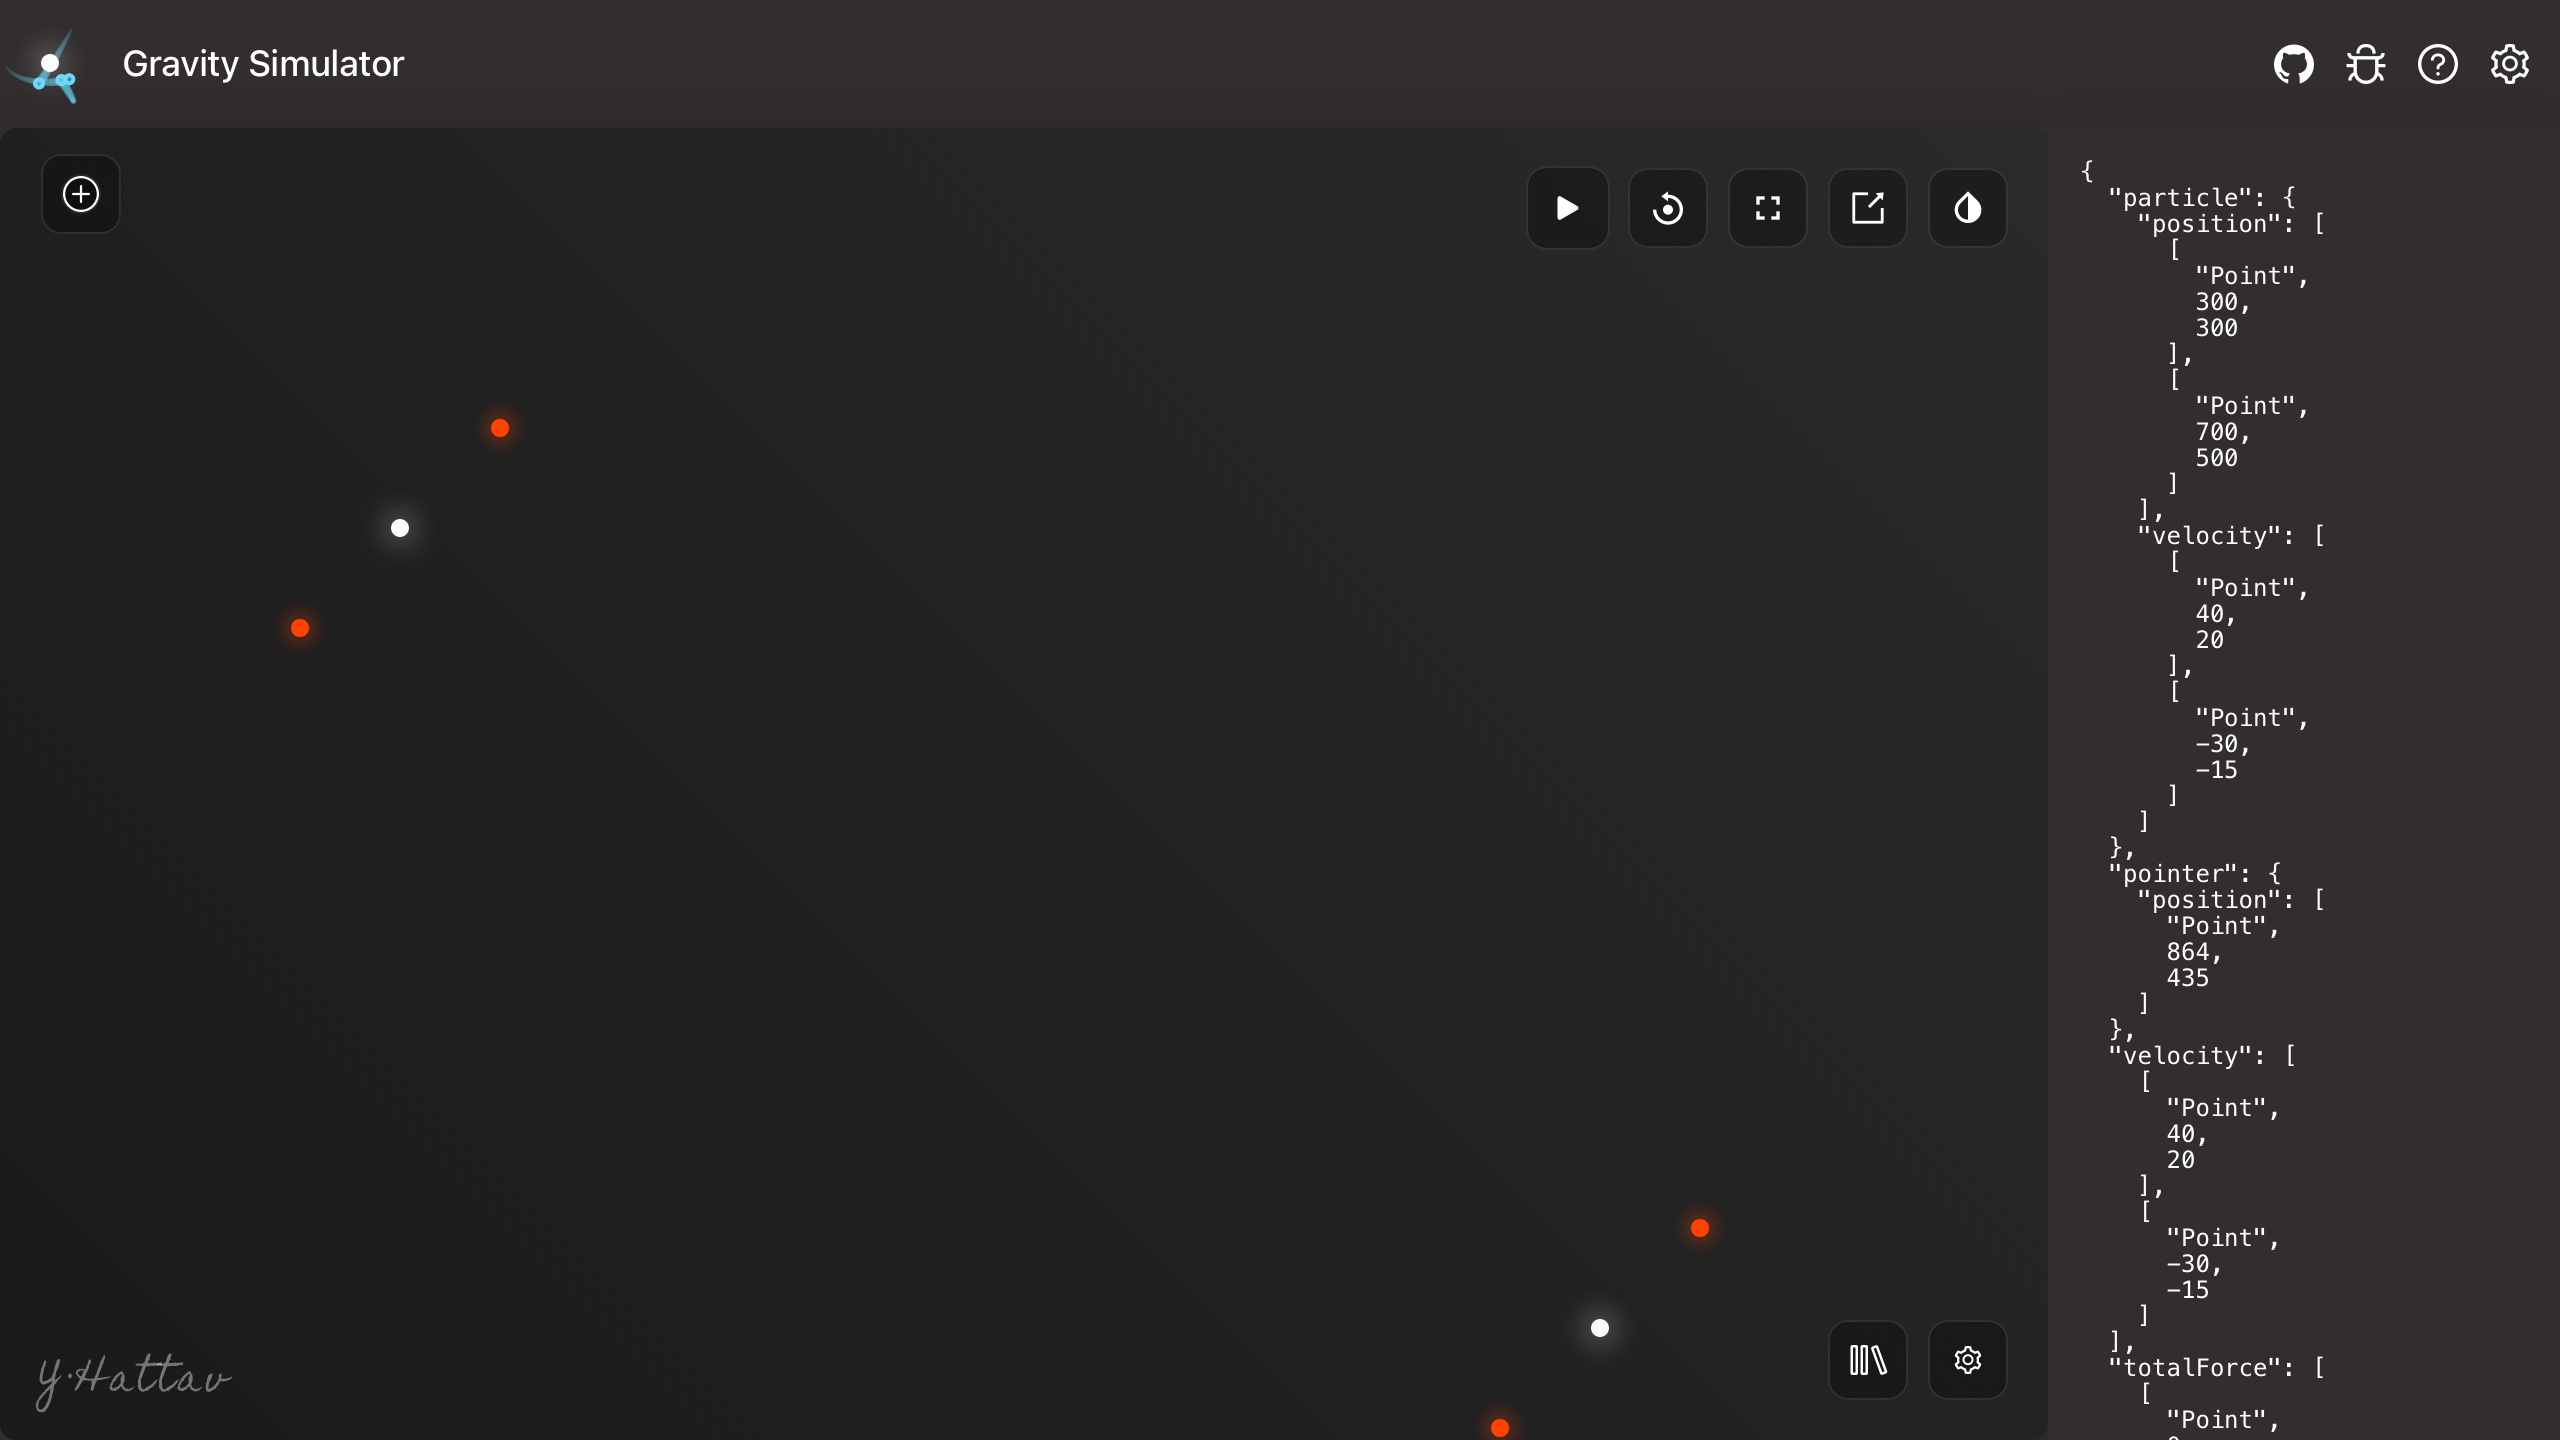 Gravity Simulator
{
"particle": {
"position": [
[
"Point",
300,
300
],
[
"Point",
700,
500
]
],
"velocity": [
[
"Point",
40,
20
],
[
"Point",
-30,
-15
]
]
},
"pointer": {
"position": [
"Point",
864,
435
]
},
"velocity": [
[
"Point",
40,
20
],
[
"Point",
-30,
-15
]
],
"totalForce": [
[
"Point",
Y·Hattav